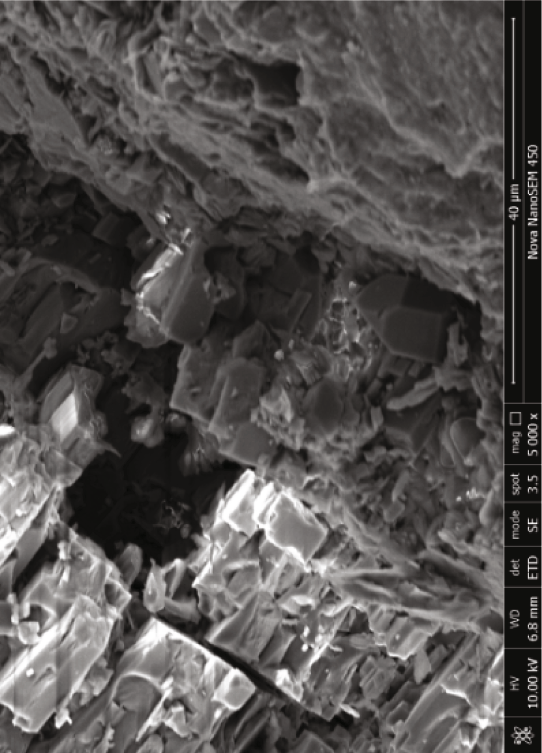 HV WD det mode spot mag □ 40 µm
10.00 kV 6.8 mm ETD SE 3.5 5 000 x Nova NanoSEM 450